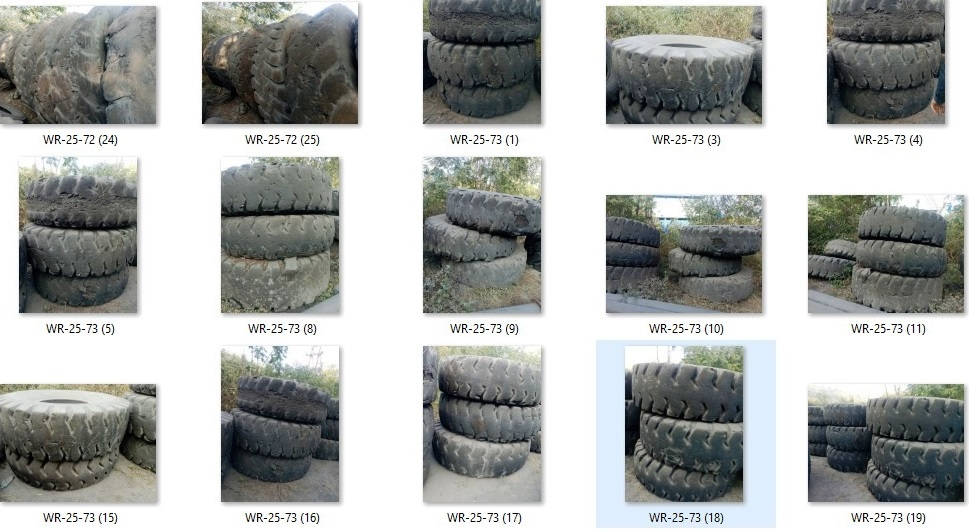 WR-25-72 (24)
WR-25-72 (25)
WR-25-73 (1)
WR-25-73 (3)
WR-25-73 (4)
WR-25-73 (5)
WR-25-73 (8)
WR-25-73 (9)
WR-25-73 (10)
WR-25-73 (11)
WR-25-73 (15)
WR-25-73 (16)
WR-25-73 (17)
WR-25-73 (18)
WR-25-73 (19)